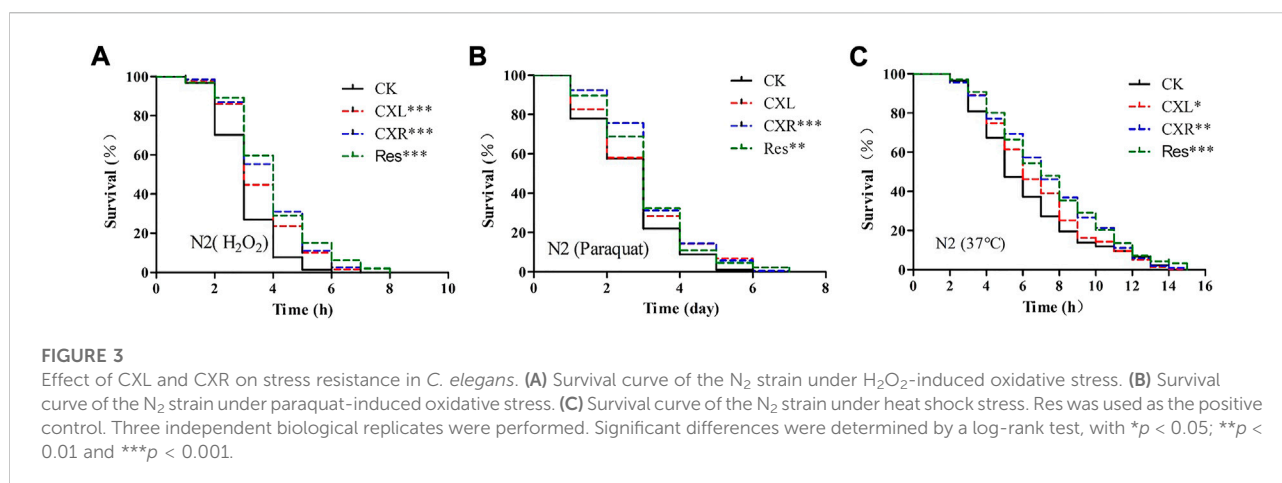 A
100
80
60
40
20
0
Survival (%)
CK
CXL***
CXR***
Res***
N2( H₂O₂)
0 2 4 6 8 10
Time (h)
B
100
80
60
40
20
0
Survival (%)
CK
CXL
CXR***
Res**
N2 (Paraquat)
0 2 4 6 8
Time (day)
C
100
80
60
40
20
0
Survival (%)
CK
CXL*
CXR**
Res***
N2 (37°C)
0 2 4 6 8 10 12 14 16
Time (h)
FIGURE 3
Effect of CXL and CXR on stress resistance in C. elegans. (A) Survival curve of the N₂ strain under H₂O₂-induced oxidative stress. (B) Survival
curve of the N₂ strain under paraquat-induced oxidative stress. (C) Survival curve of the N₂ strain under heat shock stress. Res was used as the positive
control. Three independent biological replicates were performed. Significant differences were determined by a log-rank test, with *p < 0.05; **p <
0.01 and ***p < 0.001.